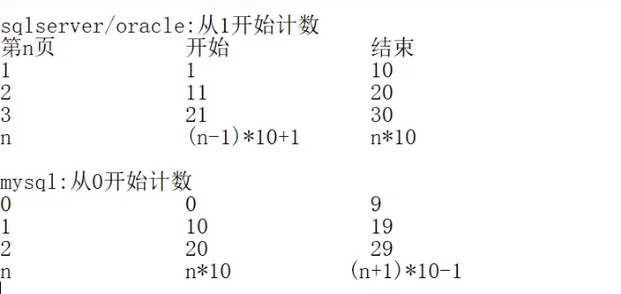 sqlserver/oracle:从1开始计数
第n页 开始 结束
1 1 10
2 11 20
3 21 30
n (n-1)*10+1 n*10
mysql:从0开始计数
0 0 9
1 10 19
2 20 29
n n*10 (n+1)*10-1